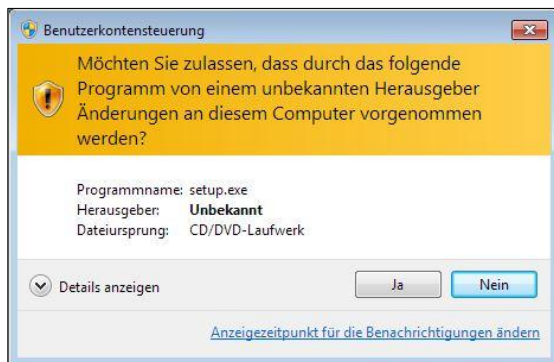 Benutzerkontensteuerung
Möchten Sie zulassen, dass durch das folgende
Programm von einem unbekannten Herausgeber
Änderungen an diesem Computer vorgenommen
werden?
Programmname: setup.exe
Herausgeber: Unbekannt
Dateiursprung: CD/DVD-Laufwerk
Details anzeigen
Ja
Nein
Anzeigezeitpunkt für die Benachrichtigungen ändern